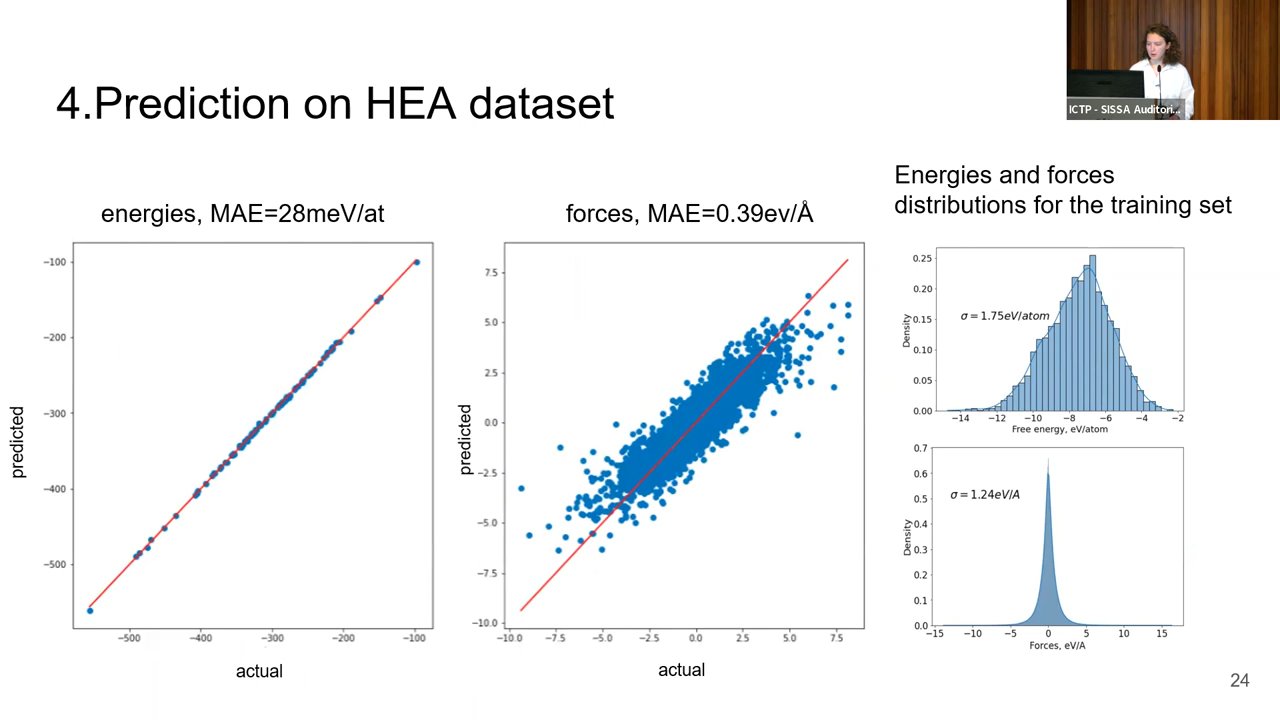 ICTP - SISSA Auditori...
4.Prediction on HEA dataset
energies, MAE=28meV/at
−100
−200
−300
−400
−500
predicted
−500 −400 −300 −200 −100
actual
forces, MAE=0.39ev/Å
7.5
5.0
2.5
0.0
−2.5
−5.0
−7.5
−10.0
predicted
−10.0 −7.5 −5.0 −2.5 0.0 2.5 5.0 7.5
actual
Energies and forces
distributions for the training set
0.25
0.20
0.15
0.10
0.05
0.00
Density
σ = 1.75eV/atom
−14 −12 −10 −8 −6 −4 −2
Free energy, eV/atom
0.7
0.6
0.5
0.4
0.3
0.2
0.1
0.0
Density
σ = 1.24eV/A
−15 −10 −5 0 5 10 15
Forces, eV/A
24